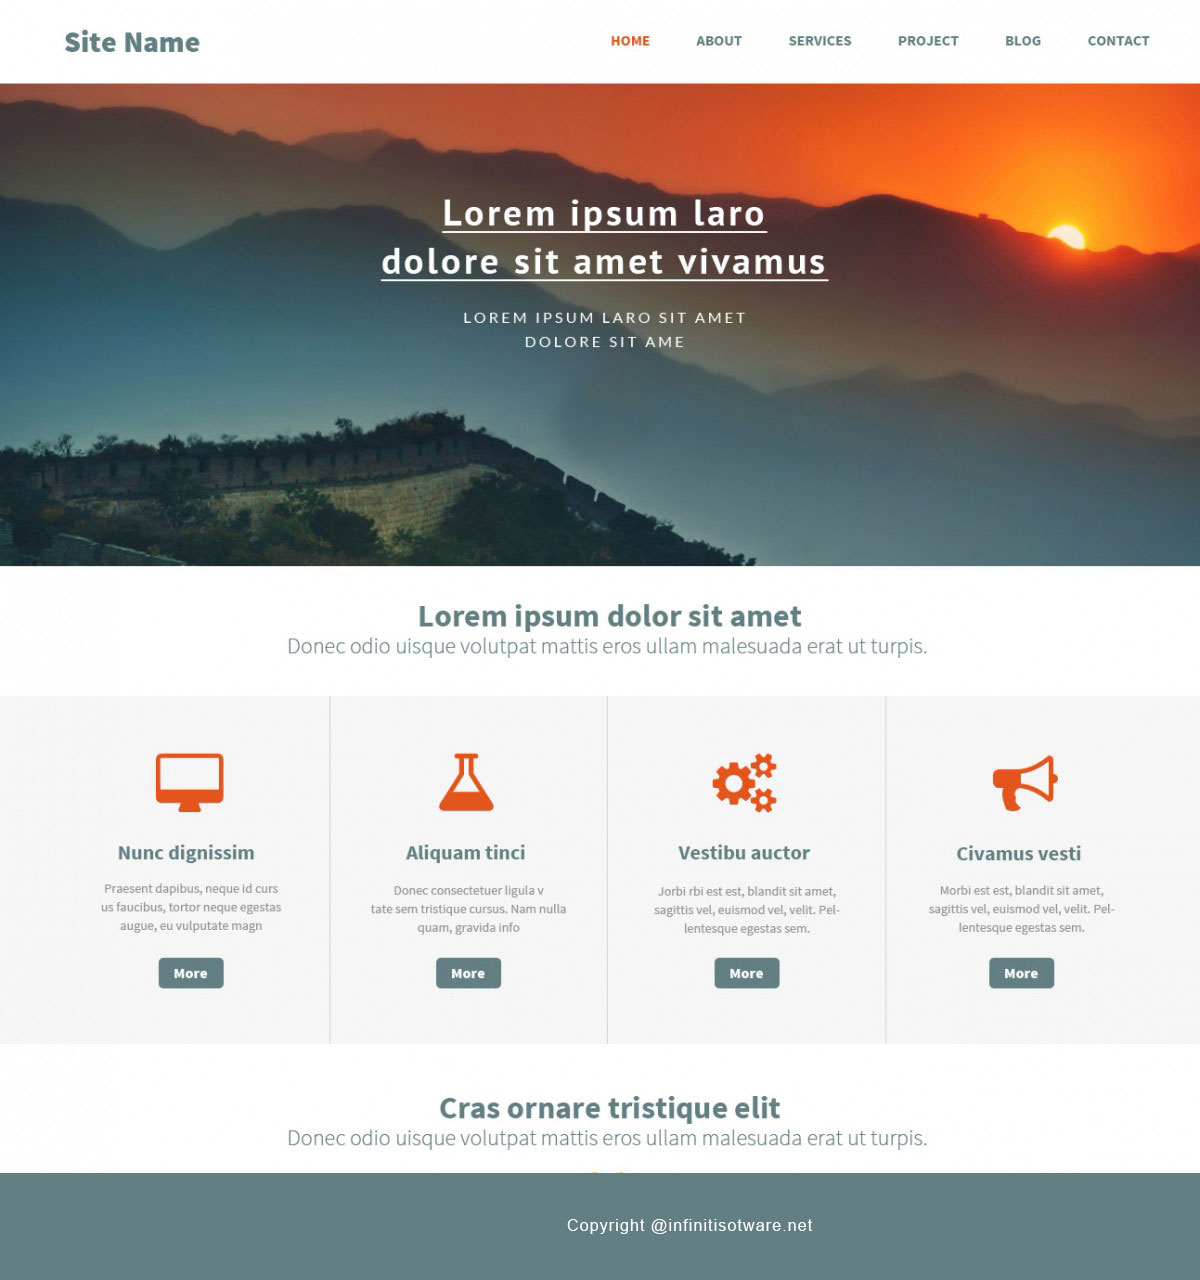 Site Name
HOME ABOUT SERVICES PROJECT BLOG CONTACT
Lorem ipsum laro
dolore sit amet vivamus
LOREM IPSUM LARO SIT AMET
DOLORE SIT AME
Lorem ipsum dolor sit amet
Donec odio uisque volutpat mattis eros ullam malesuada erat ut turpis.
Nunc dignissim
Praesent dapibus, neque id curs
us faucibus, tortor neque egestas
augue, eu vulputate magn
More
Aliquam tinci
Donec consectetuer ligula v
tate sem tristique cursus. Nam nulla
quam, gravida info
More
Vestibu auctor
Jorbi rbi est est, blandit sit amet,
sagittis vel, euismod vel, velit. Pel-
lentesque egestas sem.
More
Civamus vesti
Morbi est est, blandit sit amet,
sagittis vel, euismod vel, velit. Pel-
lentesque egestas sem.
More
Cras ornare tristique elit
Donec odio uisque volutpat mattis eros ullam malesuada erat ut turpis.
Copyright @infinitisotware.net